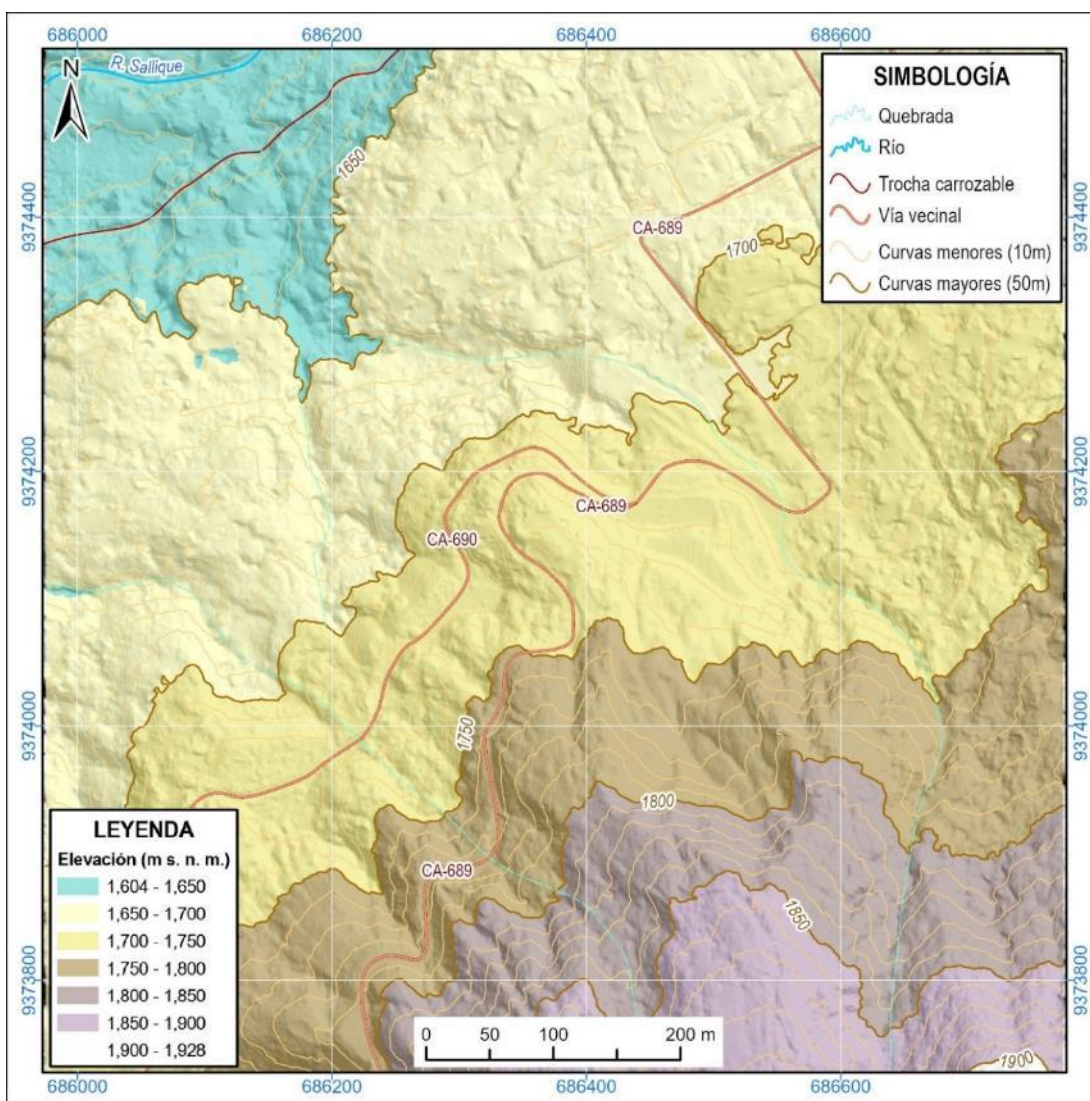 686000
686200
686400
686600
N
R. Sallique
SIMBOLOGÍA
Quebrada
Río
Trocha carrozable
Vía vecinal
Curvas menores (10m)
Curvas mayores (50m)
1650
9374400
CA-689
9374400
1700
9374200
9374200
CA-689
CA-690
9374000
1750
9374000
1800
CA-689
1850
LEYENDA
Elevación (m s. n. m.)
1,604 - 1,650
1,650 - 1,700
1,700 - 1,750
1,750 - 1,800
1,800 - 1,850
1,850 - 1,900
1,900 - 1,928
9373800
9373800
0 50 100 200 m
1900
686000
686200
686400
686600